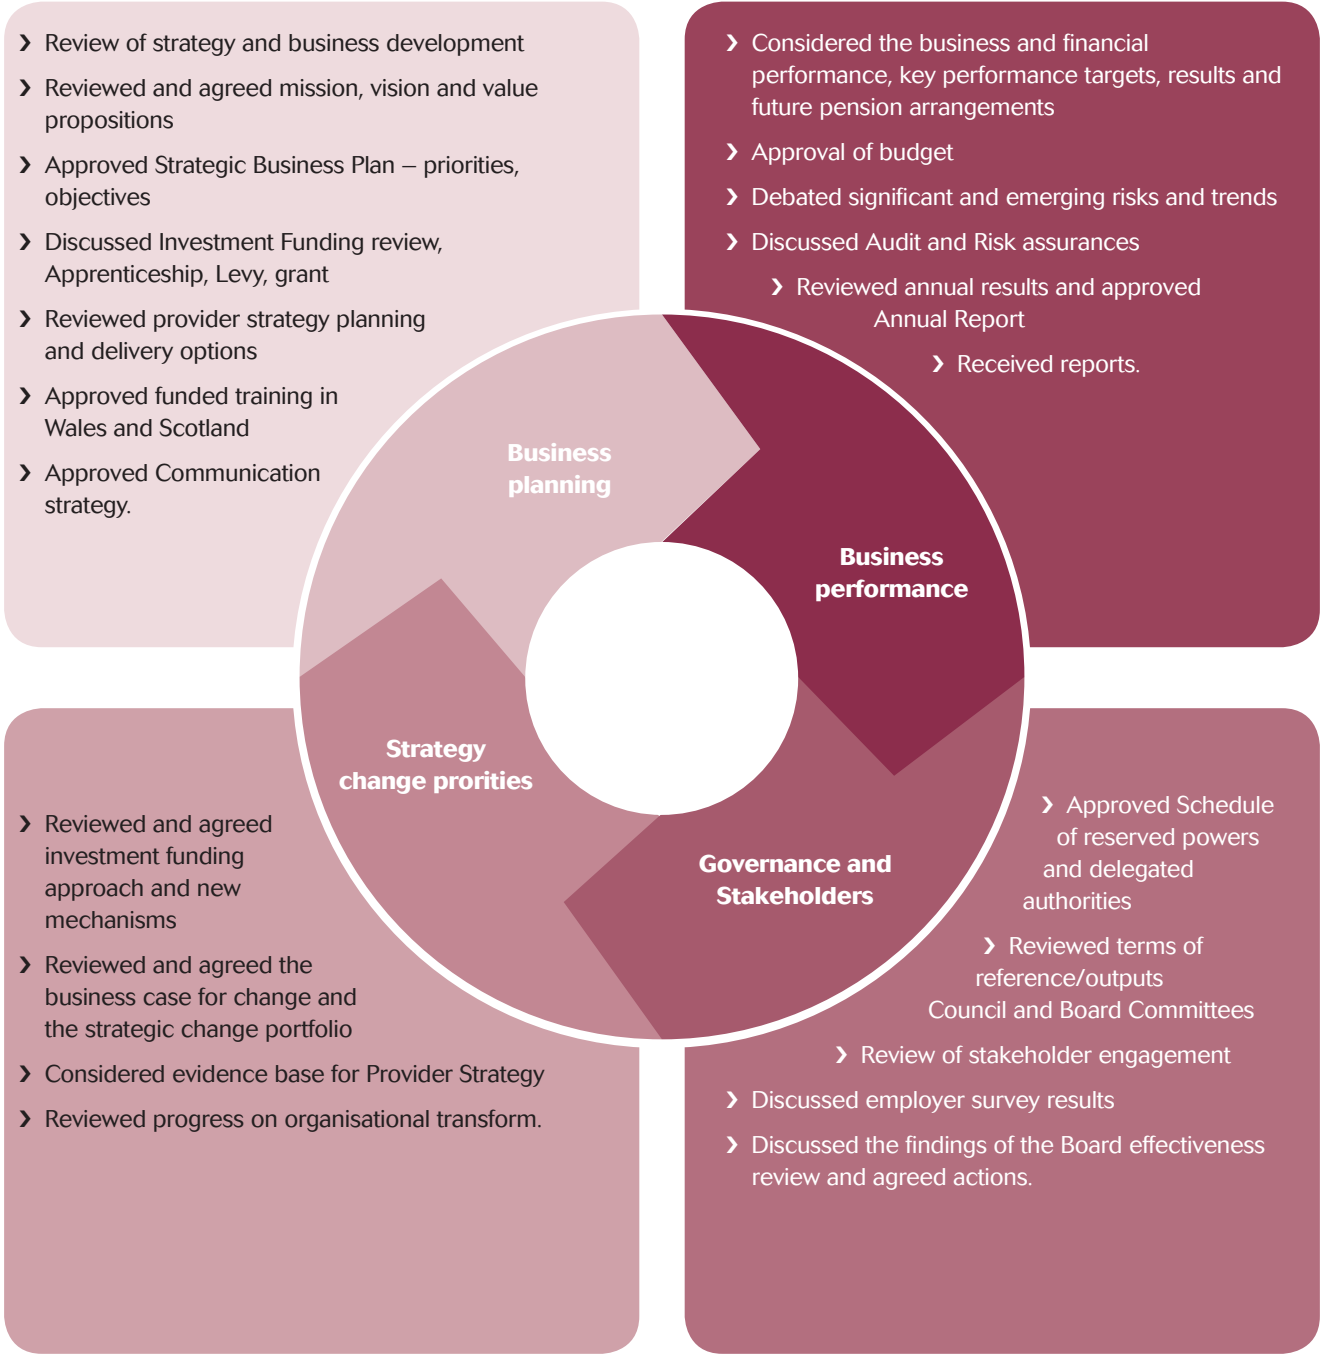 › Review of strategy and business development
› Reviewed and agreed mission, vision and value
propositions
› Approved Strategic Business Plan – priorities,
objectives
› Discussed Investment Funding review,
Apprenticeship, Levy, grant
› Reviewed provider strategy planning
and delivery options
› Approved funded training in
Wales and Scotland
› Approved Communication
strategy.
› Considered the business and financial
performance, key performance targets, results and
future pension arrangements
› Approval of budget
› Debated significant and emerging risks and trends
› Discussed Audit and Risk assurances
› Reviewed annual results and approved
Annual Report
› Received reports.
Business
planning
Business
performance
Strategy
change prorities
Governance and
Stakeholders
› Reviewed and agreed
investment funding
approach and new
mechanisms
› Reviewed and agreed the
business case for change and
the strategic change portfolio
› Considered evidence base for Provider Strategy
› Reviewed progress on organisational transform.
› Approved Schedule
of reserved powers
and delegated
authorities
› Reviewed terms of
reference/outputs
Council and Board Committees
› Review of stakeholder engagement
› Discussed employer survey results
› Discussed the findings of the Board effectiveness
review and agreed actions.